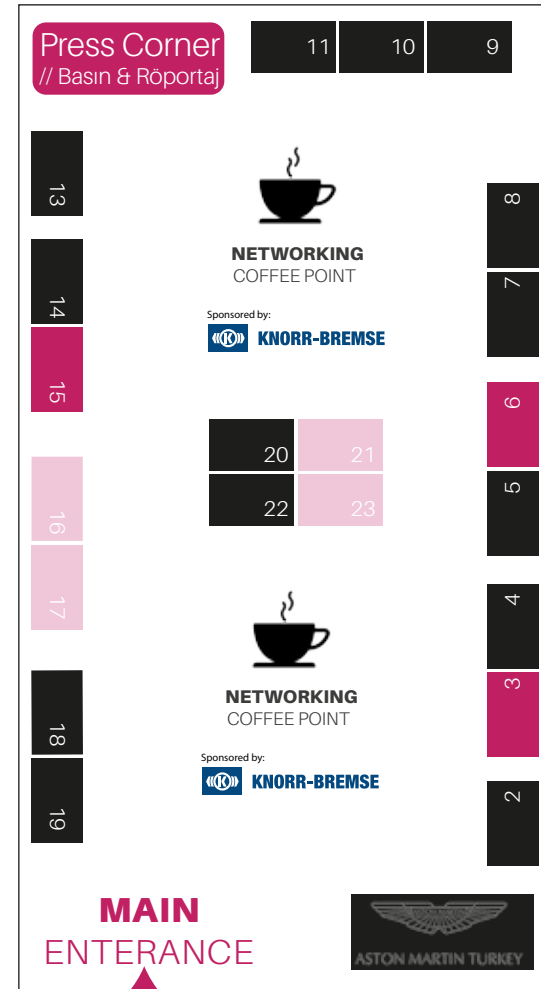 Press Corner
// Basın & Röportaj
11 10 9
13
14
15
16
17
18
19
NETWORKING
COFFEE POINT
Sponsored by:
((K)) KNORR-BREMSE
20 21
22 23
NETWORKING
COFFEE POINT
Sponsored by:
((K)) KNORR-BREMSE
8
7
6
5
4
3
2
MAIN
ENTERANCE
ASTON MARTIN TURKEY